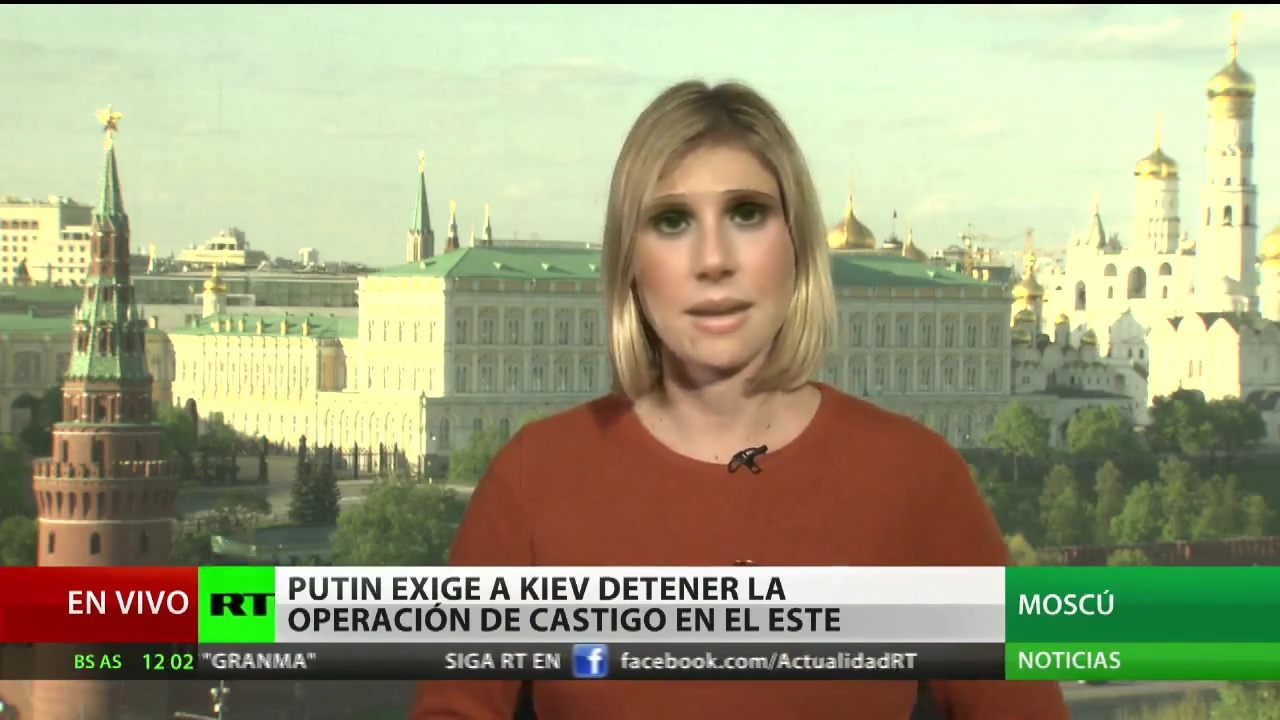 EN VIVO
RT
PUTIN EXIGE A KIEV DETENER LA
OPERACIÓN DE CASTIGO EN EL ESTE
MOSCÚ
BS AS 12:02 "GRANMA" SIGA RT EN f facebook.com/ActualidadRT
NOTICIAS